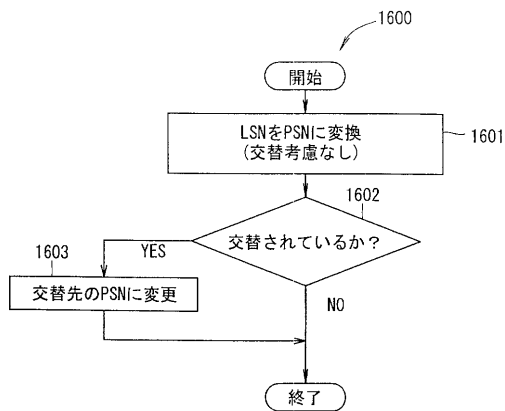 1600
開始
LSNをPSNに変換
(交替考慮なし)
1601
1602
交替されているか?
YES
1603
交替先のPSNに変更
NO
終了